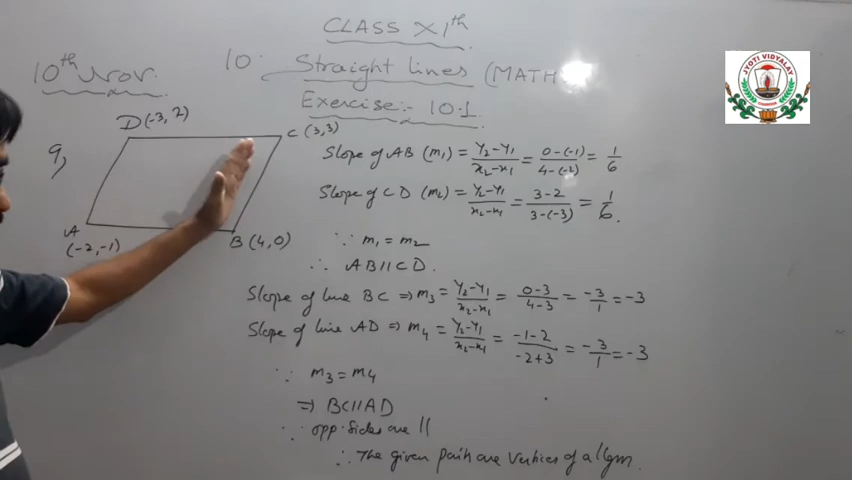 CLASS XIth
10th Nov.
10. Straight lines (MATH
Exercise:- 10.1
9,
D(-3, 2)
C (3,3)
A
(-2,-1)
B (4,0)
Slope of AB (m₁) = y₂-y₁/x₂-x₁ = 0-(-1)/4-(-2) = 1/6
Slope of CD (m₂) = y₂-y₁/x₂-x₁ = 3-2/3-(-3) = 1/6.
∵ m₁ = m₂
∴ AB//CD.
Slope of line BC ⇒ m₃ = y₂-y₁/x₂-x₁ = 0-3/4-3 = -3/1 = -3
Slope of line AD ⇒ m₄ = y₂-y₁/x₂-x₁ = -1-2/-2+3 = -3/1 = -3
∵ m₃ = m₄
⇒ BC//AD
∵ opp. sides are //
∴ The given pair are vertices of a //gm.
JYOTI VIDYALAY